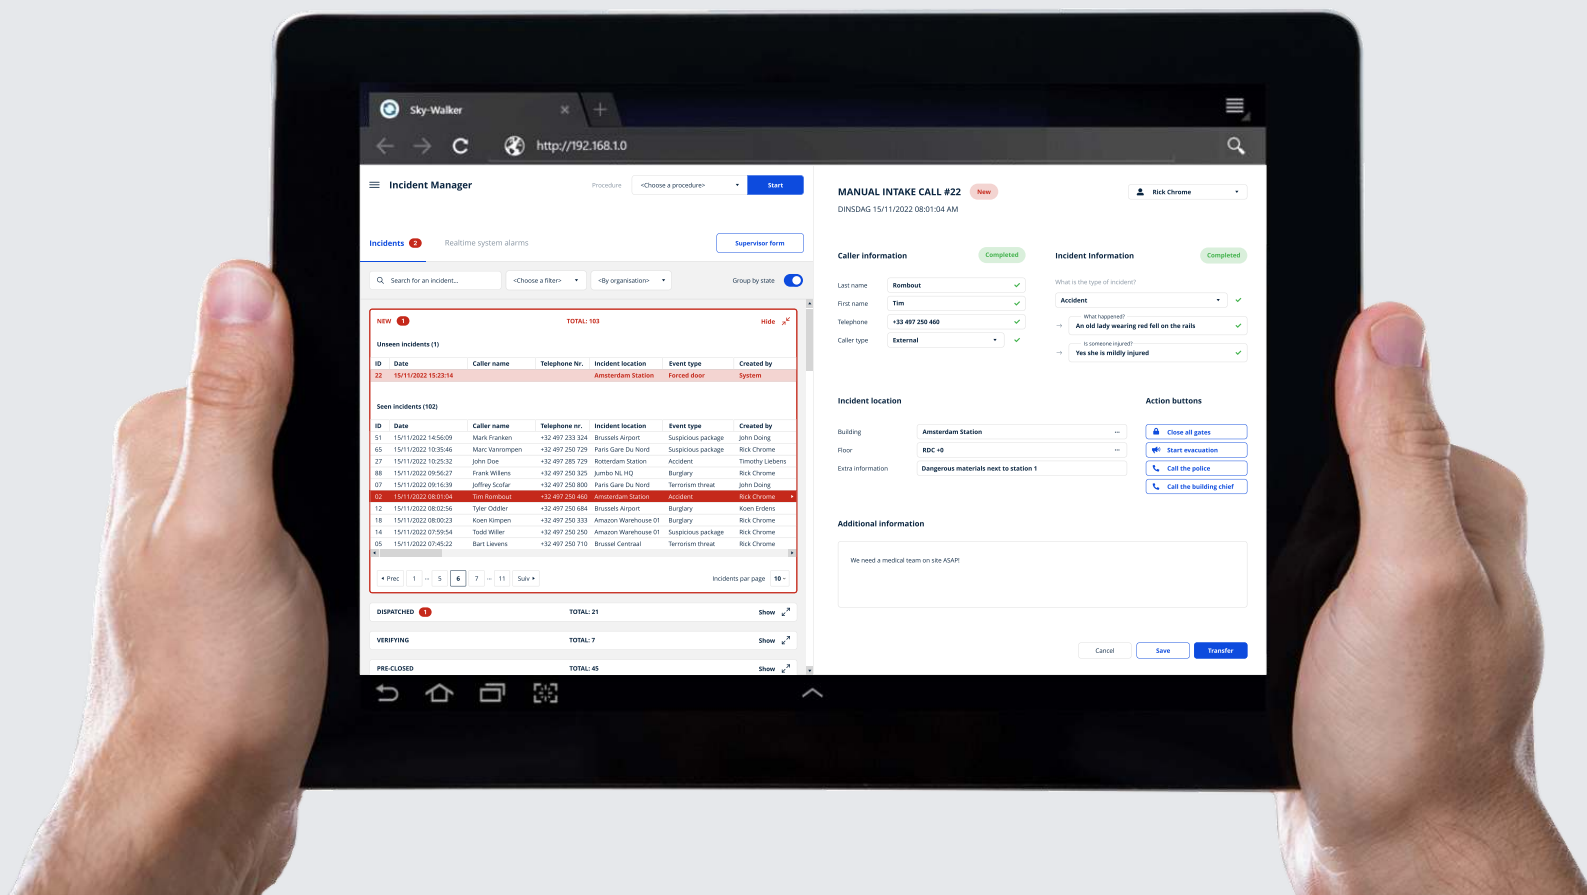 Sky-Walker
http://192.168.1.0
Incident Manager
Procedure <Choose a procedure> Start
Incidents 2 Realtime system alarms Supervisor form
Search for an incident... <Choose a filter> <By organisation> Group by state
NEW 1 TOTAL: 103 Hide
Unseen incidents (1)
ID Date Caller name Telephone Nr. Incident location Event type Created by
22 15/11/2022 15:23:14 Amsterdam Station Forced door System
Seen incidents (102)
ID Date Caller name Telephone nr. Incident location Event type Created by
51 15/11/2022 14:56:09 Mark Franken +32 497 233 324 Brussels Airport Suspicious package John Doing
65 15/11/2022 10:35:46 Marc Vanrompen +32 497 250 729 Paris Gare Du Nord Suspicious package Rick Chrome
27 15/11/2022 10:25:32 John Doe +32 497 285 729 Rotterdam Station Accident Timothy Liebens
88 15/11/2022 09:56:27 Frank Willens +32 497 250 325 Jumbo NL HQ Burglary Rick Chrome
07 15/11/2022 09:16:39 Joffrey Scofar +32 497 250 800 Paris Gare Du Nord Terrorism threat John Doing
02 15/11/2022 08:01:04 Tim Rombout +32 497 250 460 Amsterdam Station Accident Rick Chrome
12 15/11/2022 08:02:56 Tyler Oddler +32 497 250 684 Brussels Airport Burglary Koen Erdens
18 15/11/2022 08:00:23 Koen Kimpen +32 497 250 333 Amazon Warehouse 01 Burglary Rick Chrome
14 15/11/2022 07:59:54 Todd Willer +32 497 250 250 Amazon Warehouse 01 Suspicious package Rick Chrome
05 15/11/2022 07:45:22 Bart Lievens +32 497 250 710 Brussel Centraal Terrorism threat Rick Chrome
Prec 1 ... 5 6 7 ... 11 Suiv Incidents par page 10
DISPATCHED 1 TOTAL: 21 Show
VERIFYING TOTAL: 7 Show
PRE-CLOSED TOTAL: 45 Show
MANUAL INTAKE CALL #22 New Rick Chrome
DINSDAG 15/11/2022 08:01:04 AM
Caller information Completed
Last name Rombout
First name Tim
Telephone +33 497 250 460
Caller type External
Incident Information Completed
What is the type of incident?
Accident
What happened?
An old lady wearing red fell on the rails
Is someone injured?
Yes she is mildly injured
Incident location
Building Amsterdam Station ...
Floor RDC +0 ...
Extra information Dangerous materials next to station 1
Action buttons
Close all gates
Start evacuation
Call the police
Call the building chief
Additional information
We need a medical team on site ASAP!
Cancel Save Transfer